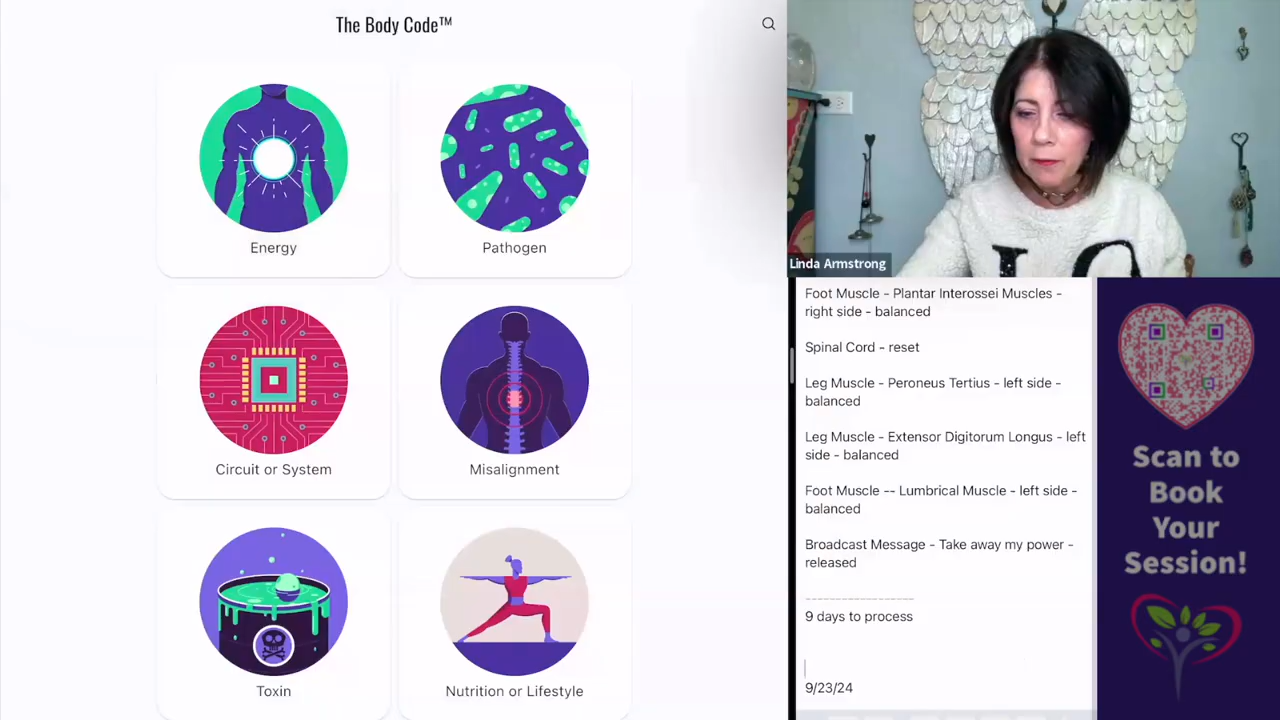 The Body Code™
Energy
Pathogen
Circuit or System
Misalignment
Toxin
Nutrition or Lifestyle
Linda Armstrong
LO
Foot Muscle - Plantar Interossei Muscles -
right side - balanced
Spinal Cord - reset
Leg Muscle - Peroneus Tertius - left side -
balanced
Leg Muscle - Extensor Digitorum Longus - left
side - balanced
Foot Muscle -- Lumbrical Muscle - left side -
balanced
Broadcast Message - Take away my power -
released
------------------
9 days to process
9/23/24
Scan to
Book
Your
Session!